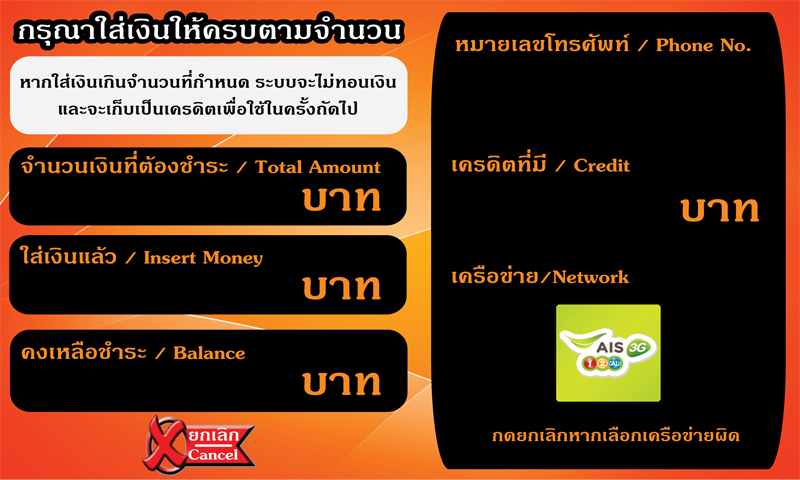 กรุณาใส่เงินให้ครบตามจำนวน
หากใส่เงินเกินจำนวนที่กำหนด ระบบจะไม่ทอนเงิน
และจะเก็บเป็นเครดิตเพื่อใช้ในครั้งถัดไป
จำนวนเงินที่ต้องชำระ / Total Amount
บาท
ใส่เงินแล้ว / Insert Money
บาท
คงเหลือชำระ / Balance
บาท
ยกเลิก
Cancel
หมายเลขโทรศัพท์ / Phone No.
เครดิตที่มี / Credit
บาท
เครือข่าย/Network
AIS 3G
1 2 CALL
กดยกเลิกหากเลือกเครือข่ายผิด